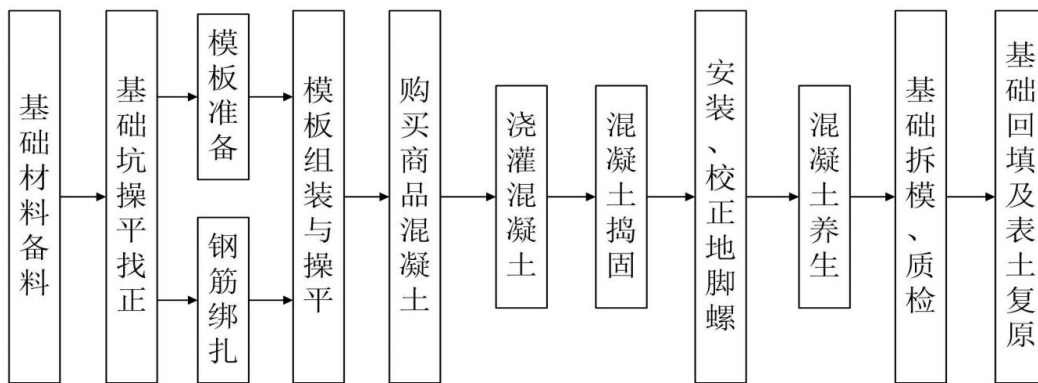 基础材料备料
基础坑操平找正
模板准备
钢筋绑扎
模板组装与操平
购买商品混凝土
浇灌混凝土
混凝土捣固
安装、校正地脚螺
混凝土养生
基础拆模、质检
基础回填及表土复原